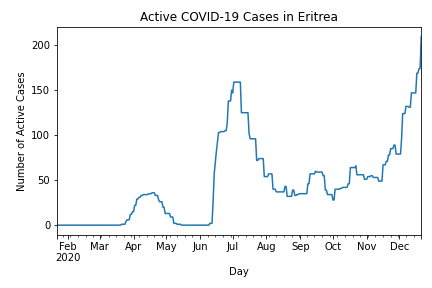 Active COVID-19 Cases in Eritrea
200
150
100
50
0
Number of Active Cases
Feb Mar Apr May Jun Jul Aug Sep Oct Nov Dec
2020
Day